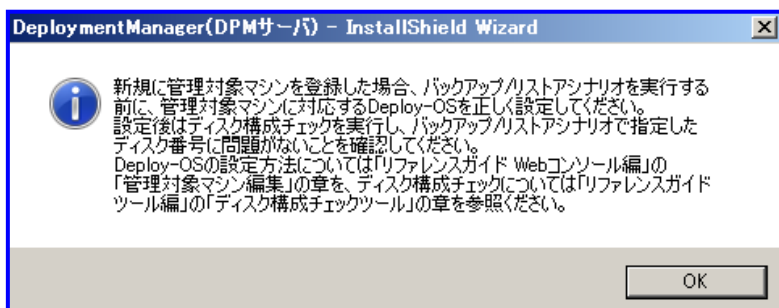 DeploymentManager(DPMサーバ) - InstallShield Wizard
新規に管理対象マシンを登録した場合、バックアップ/リストアシナリオを実行する
前に、管理対象マシンに対応するDeploy-OSを正しく設定してください。
設定後はディスク構成チェックを実行し、バックアップ/リストアシナリオで指定した
ディスク番号に問題がないことを確認してください。
Deploy-OSの設定方法については「リファレンスガイド Webコンソール編」の
「管理対象マシン編集」の章を、ディスク構成チェックについては「リファレンスガイド
ツール編」の「ディスク構成チェックツール」の章を参照ください。
OK